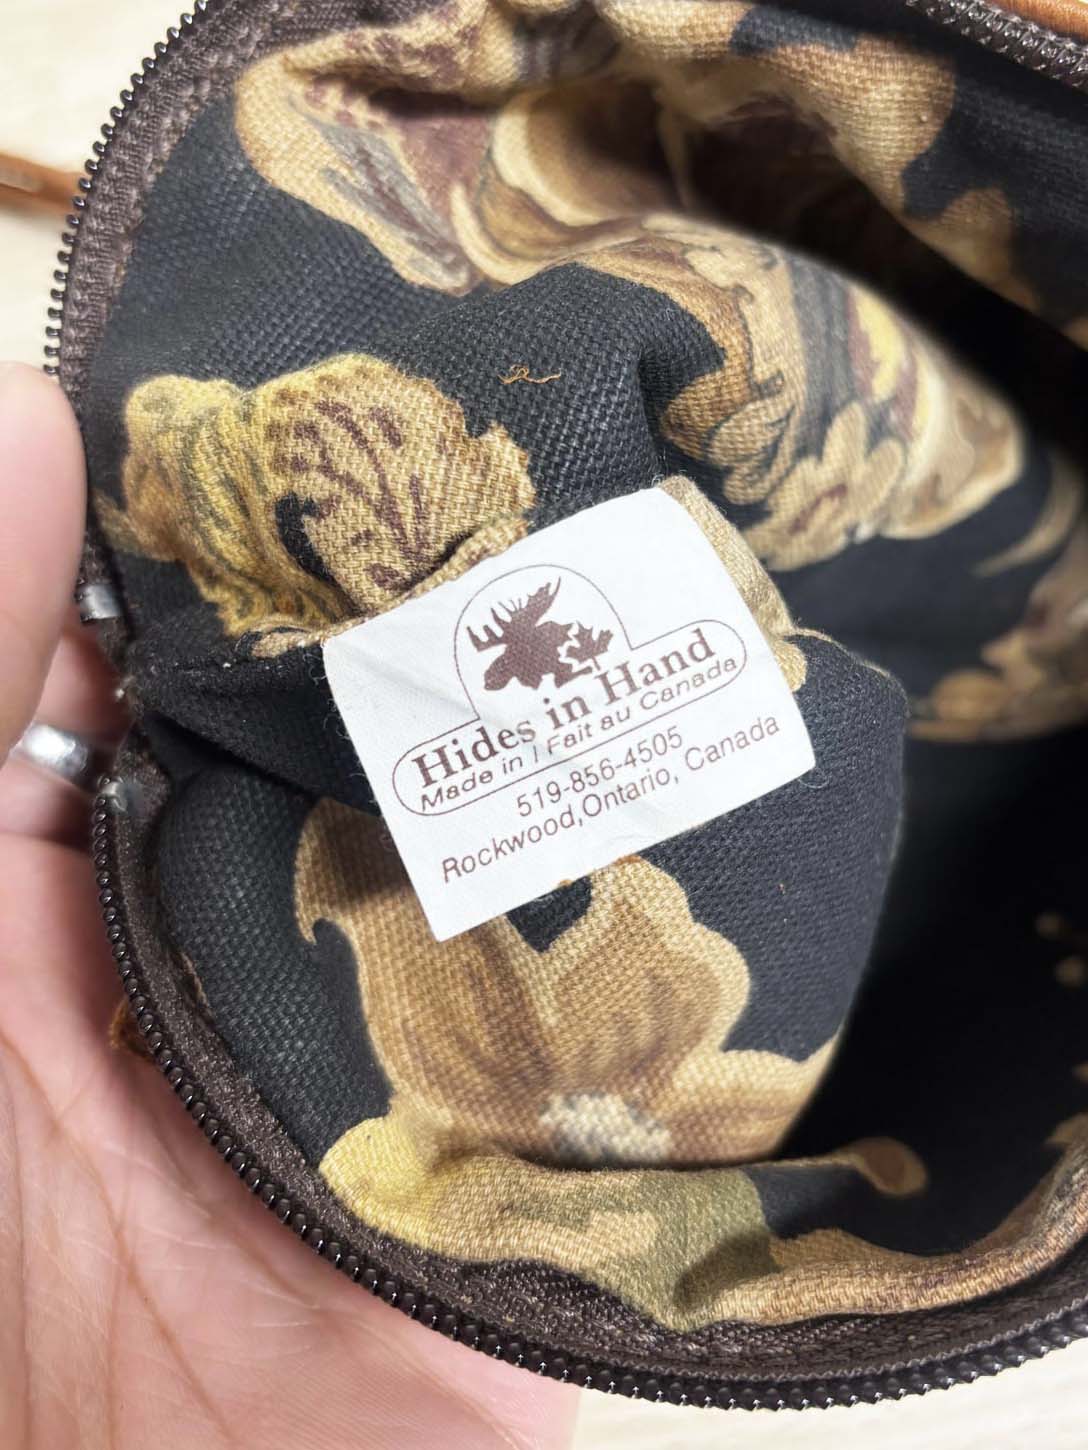 Hides in Hand
Made in / Fait au Canada
519-856-4505
Rockwood,Ontario, Canada